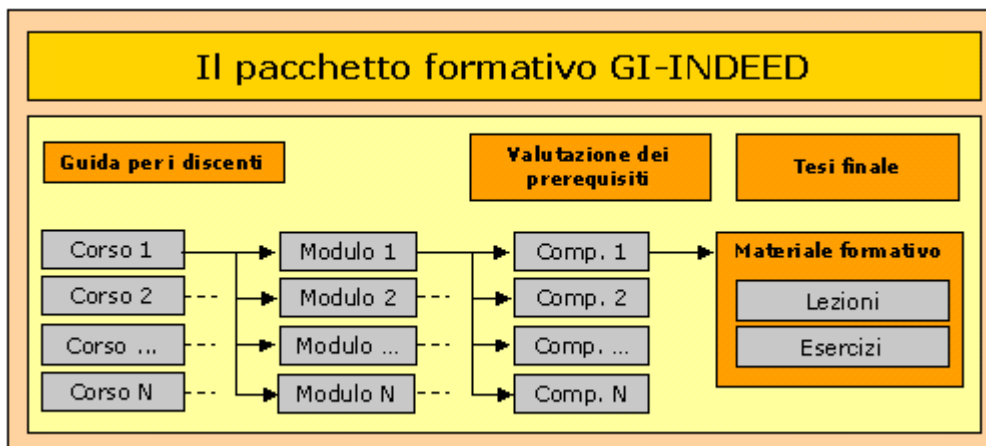 Il pacchetto formativo GI-INDEED
Guida per i discenti
Valutazione dei
prerequisiti
Tesi finale
Corso 1
Modulo 1
Comp. 1
Materiale formativo
Corso 2
Modulo 2
Comp. 2
Lezioni
Corso ...
Modulo ...
Comp. ...
Esercizi
Corso N
Modulo N
Comp. N